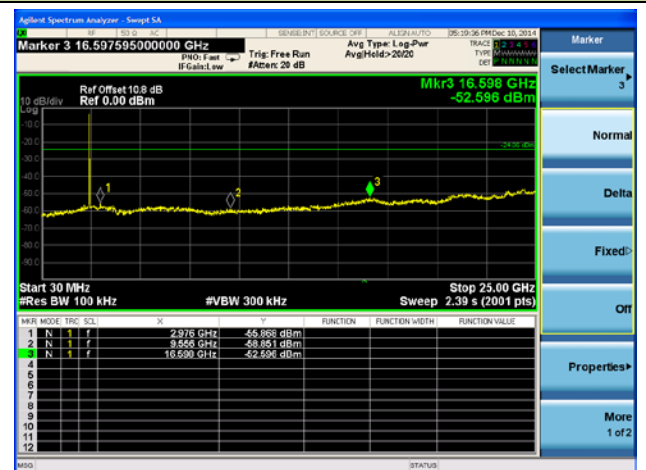 Agilent Spectrum Analyzer - Swept SA
RF 50 Ω AC SENSE:INT SOURCE OFF ALIGN AUTO 05:19:36 PM Dec 10, 2014
Marker 3 16.597595000000 GHz
PNO: Fast
IFGain:Low
Trig: Free Run
#Atten: 20 dB
Avg Type: Log-Pwr
Avg|Hold:>20/20
TRACE 1 2 3 4 5 6
TYPE
DET P N N N N N
Ref Offset 10.8 dB
Ref 0.00 dBm
10 dB/div
Log
Mkr3 16.598 GHz
-52.596 dBm
-10.0
-20.0
-24.00 dBm
-30.0
-40.0
-60.0
-70.0
-80.0
-90.0
1
2
3
Start 30 MHz
Stop 25.00 GHz
#Res BW 100 kHz
#VBW 300 kHz
Sweep 2.39 s (2001 pts)
MKR MODE TRC SCL X Y FUNCTION FUNCTION WIDTH FUNCTION VALUE
1 N 1 f 2.976 GHz -55.868 dBm
2 N 1 f 9.556 GHz -58.851 dBm
3 N 1 f 16.598 GHz -52.596 dBm
4
5
6
7
8
9
10
11
12
MSG
STATUS
Marker
Select Marker
3
Normal
Delta
Fixed
Off
Properties
More
1 of 2